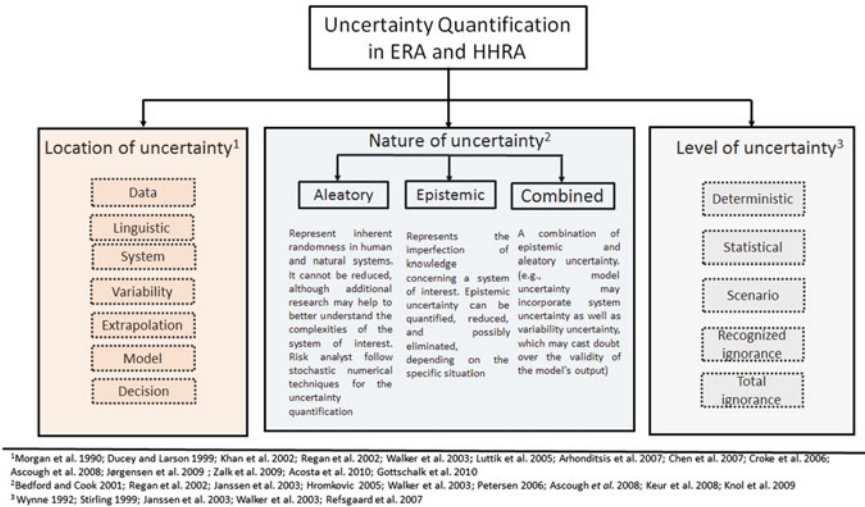 Uncertainty Quantification
in ERA and HHRA
Location of uncertainty1
Data
Linguistic
System
Variability
Extrapolation
Model
Decision
Nature of uncertainty2
Aleatory
Epistemic
Combined
Represent inherent
randomness in human
and natural systems.
It cannot be reduced,
although additional
research may help to
better understand the
complexities of the
system of interest.
Risk analyst follow
stochastic numerical
techniques for the
uncertainty
quantification
Represents the
imperfection of
knowledge
concerning a system
of interest. Epistemic
uncertainty can be
quantified, reduced,
and possibly
eliminated,
depending on the
specific situation
A combination of
epistemic and
aleatory uncertainty.
(e.g., model
uncertainty may
incorporate system
uncertainty as well as
variability uncertainty,
which may cast doubt
over the validity of
the model's output)
Level of uncertainty3
Deterministic
Statistical
Scenario
Recognized
ignorance
Total
ignorance
1Morgan et al. 1990; Ducey and Larson 1999; Khan et al. 2002; Regan et al. 2002; Walker et al. 2003; Luttik et al. 2005; Arhonditsis et al. 2007; Chen et al. 2007; Croke et al. 2006;
Ascough et al. 2008; Jørgensen et al. 2009 ; Zalk et al. 2009; Acosta et al. 2010; Gottschalk et al. 2010
2Bedford and Cook 2001; Regan et al. 2002; Janssen et al. 2003; Hromkovic 2005; Walker et al. 2003; Petersen 2006; Ascough et al. 2008; Keur et al. 2008; Knol et al. 2009
3 Wynne 1992; Stirling 1999; Janssen et al. 2003; Walker et al. 2003; Refsgaard et al. 2007